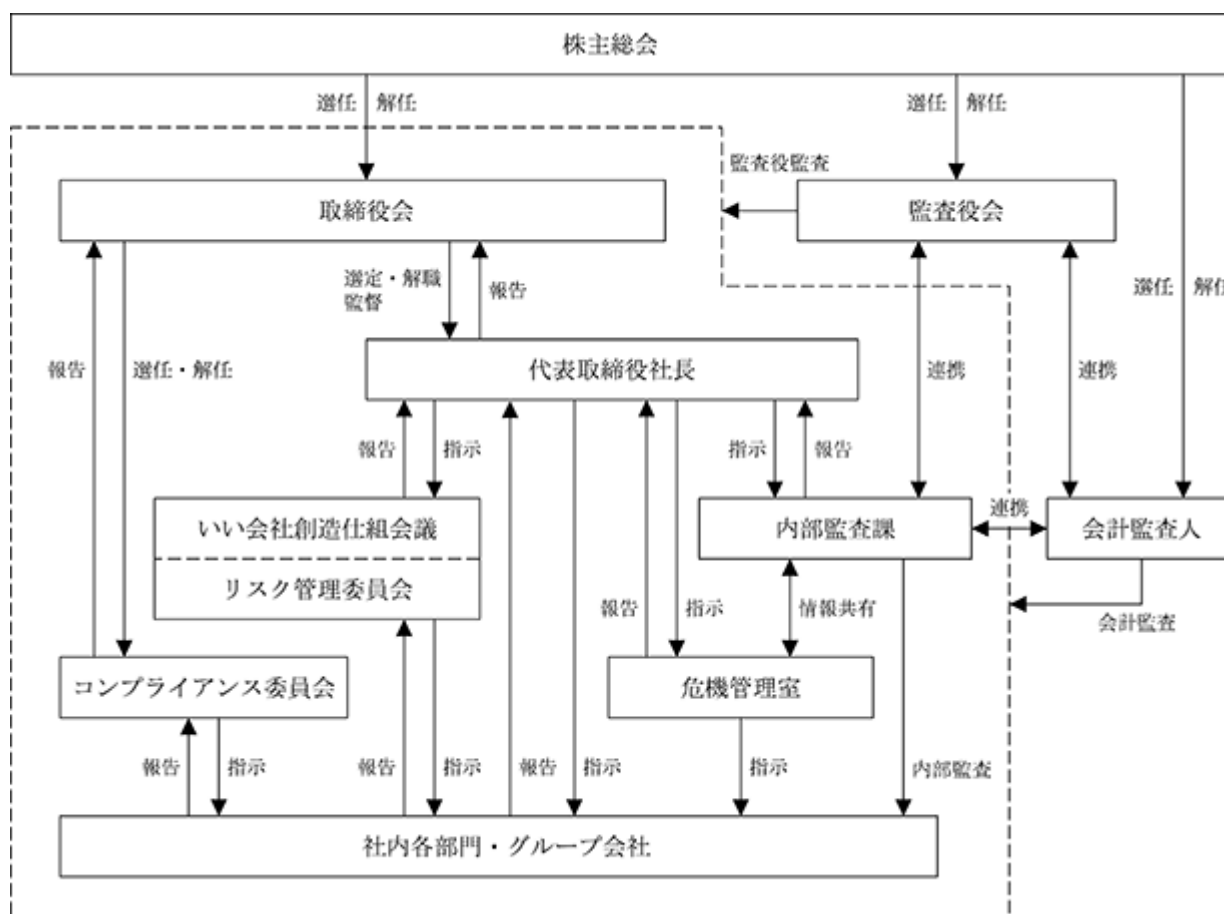 株主総会
選任 解任
選任 解任
監査役監査
取締役会
監査役会
選定・解職
監督
報告
選任 解任
代表取締役社長
報告
選任・解任
連携
連携
報告
指示
指示
報告
いい会社創造仕組会議
リスク管理委員会
内部監査課
連携
会計監査人
報告
指示
情報共有
会計監査
コンプライアンス委員会
危機管理室
報告
指示
報告
指示
報告
指示
指示
内部監査
社内各部門・グループ会社